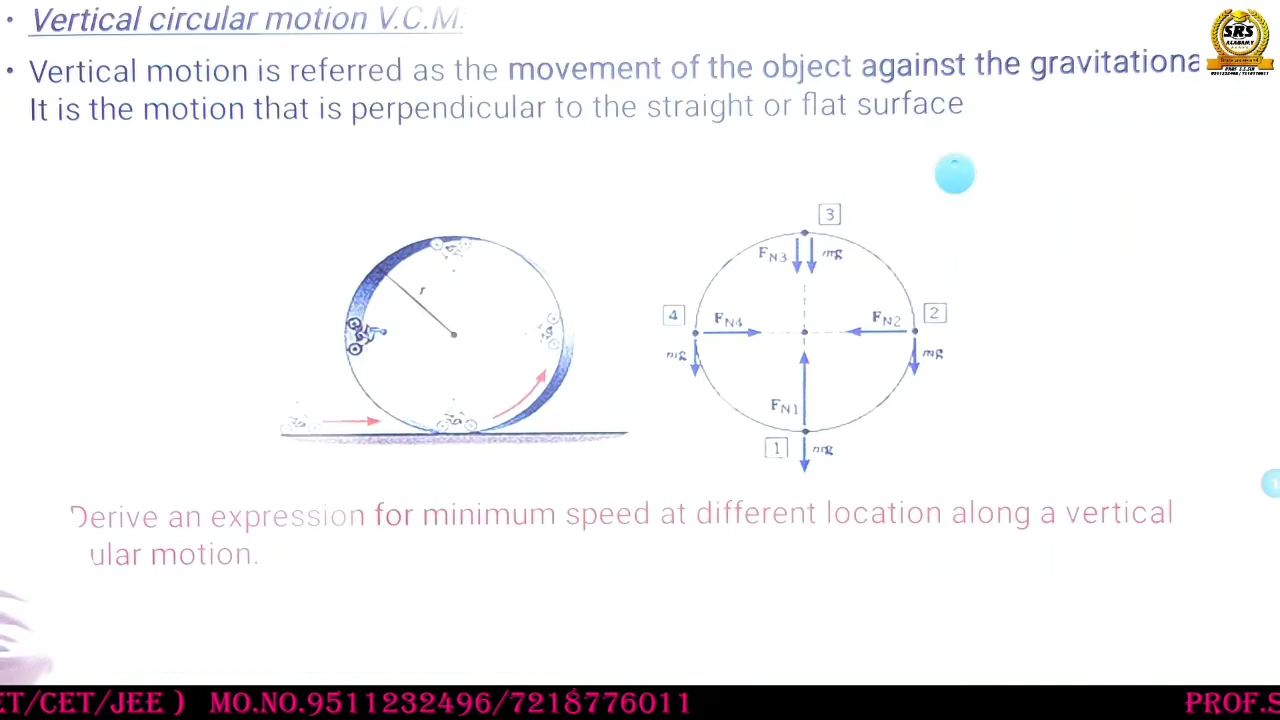 • Vertical circular motion V.C.M.
• Vertical motion is referred as the movement of the object against the gravitationa
It is the motion that is perpendicular to the straight or flat surface
SRS
3
FN3 mg
r
4 FN4 FN2 2
mg mg
FN1
1 mg
Derive an expression for minimum speed at different location along a vertical
ular motion.
ET/CET/JEE ) MO.NO.9511232496/7218776011 PROF.S